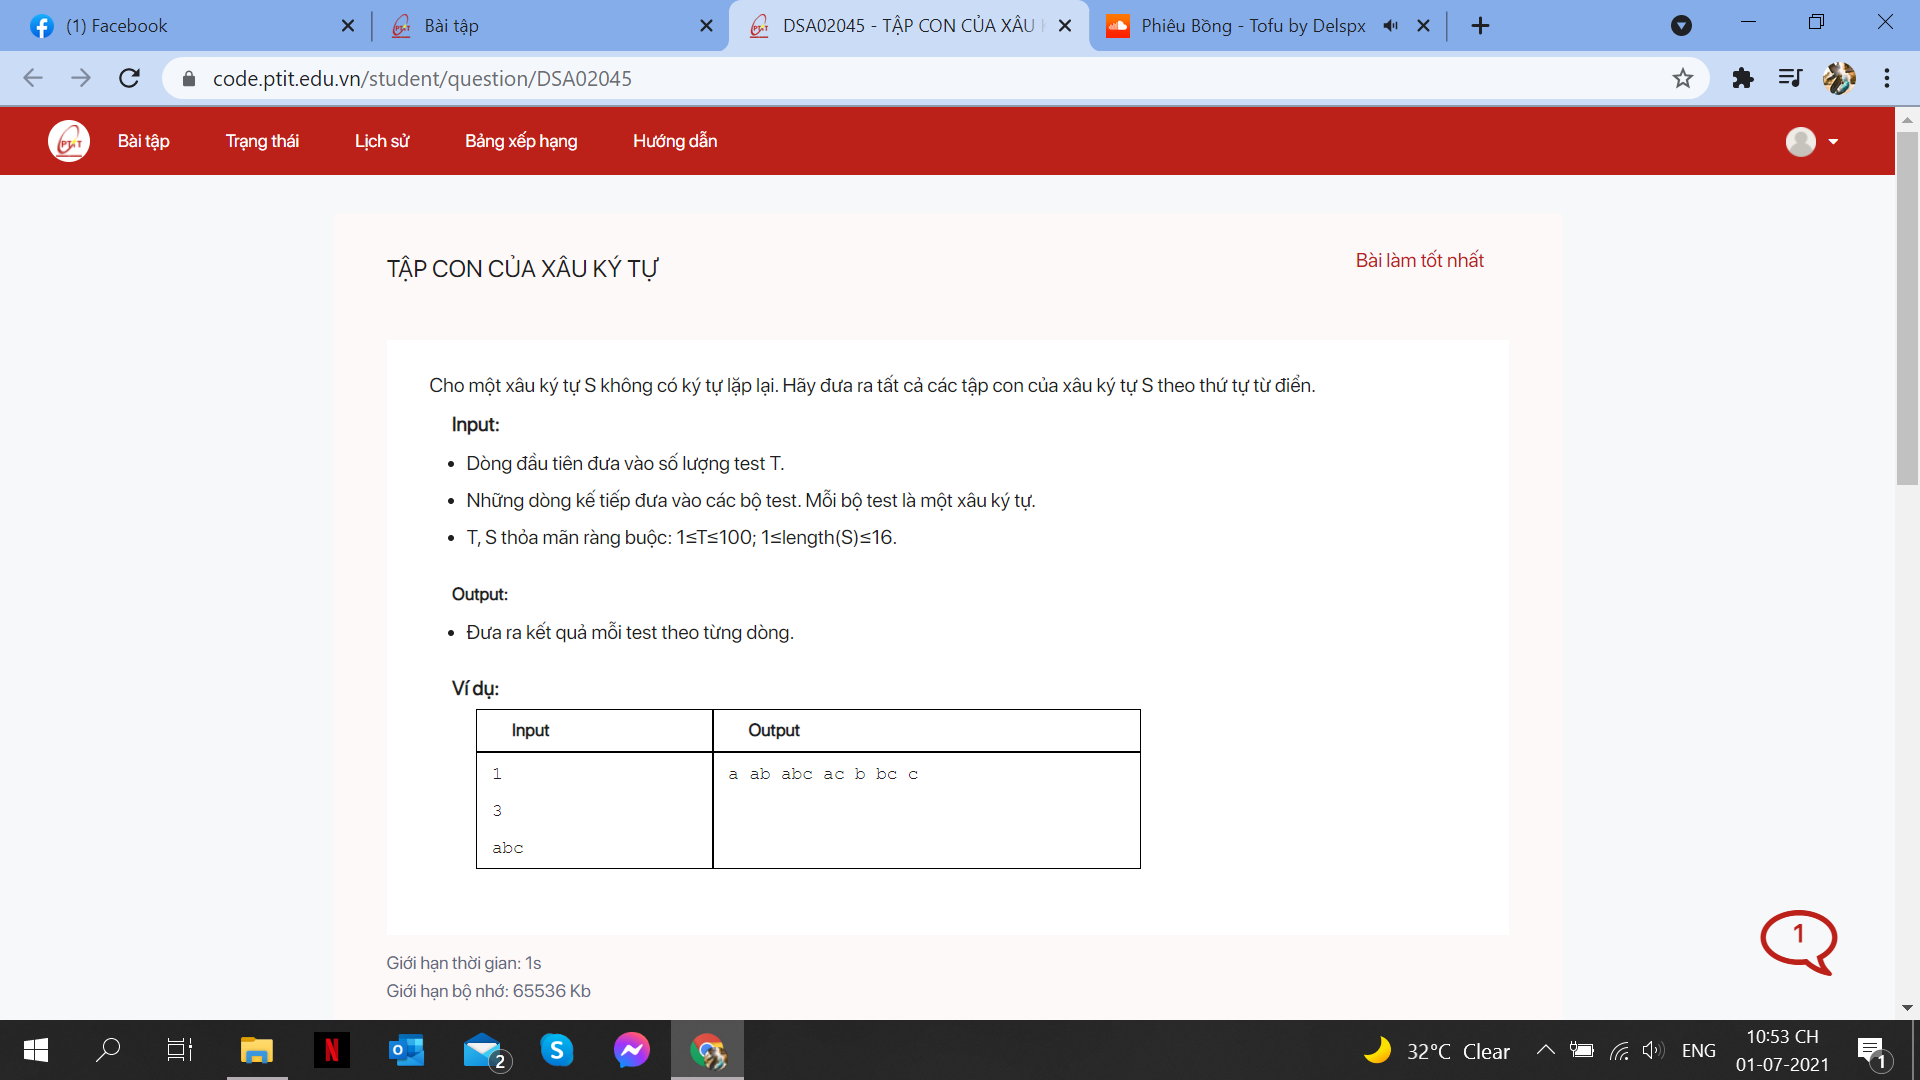 (1) Facebook
Bài tập
DSA02045 - TẬP CON CỦA XÂU
Phiêu Bồng - Tofu by Delspx
code.ptit.edu.vn/student/question/DSA02045
PTIT
Bài tập
Trạng thái
Lịch sử
Bảng xếp hạng
Hướng dẫn
TẬP CON CỦA XÂU KÝ TỰ
Bài làm tốt nhất
Cho một xâu ký tự S không có ký tự lặp lại. Hãy đưa ra tất cả các tập con của xâu ký tự S theo thứ tự từ điển.
Input:
Dòng đầu tiên đưa vào số lượng test T.
Những dòng kế tiếp đưa vào các bộ test. Mỗi bộ test là một xâu ký tự.
T, S thỏa mãn ràng buộc: 1≤T≤100; 1≤length(S)≤16.
Output:
Đưa ra kết quả mỗi test theo từng dòng.
Ví dụ:
Input
Output
1
a ab abc ac b bc c
3
abc
1
Giới hạn thời gian: 1s
Giới hạn bộ nhớ: 65536 Kb
2
32°C Clear
ENG
10:53 CH
01-07-2021
1